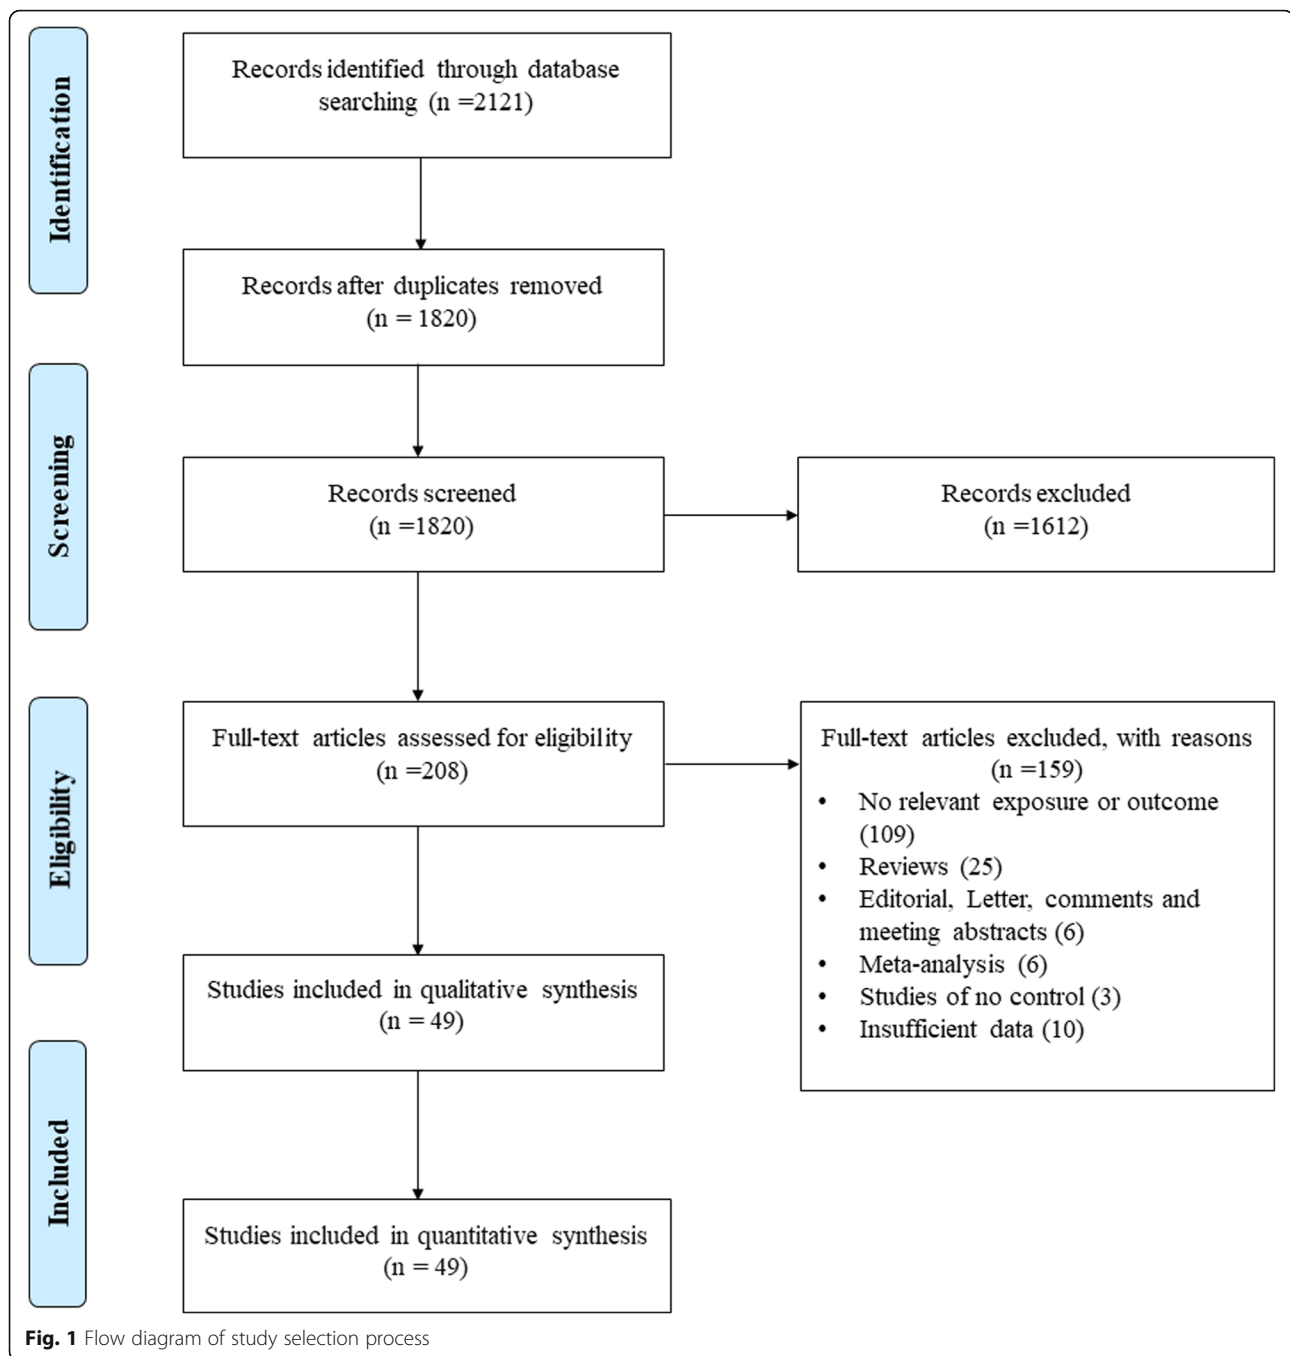 Identification
Records identified through database
searching (n =2121)
Records after duplicates removed
(n = 1820)
Screening
Records screened
(n =1820)
Records excluded
(n =1612)
Eligibility
Full-text articles assessed for eligibility
(n =208)
Full-text articles excluded, with reasons
(n =159)
• No relevant exposure or outcome
(109)
• Reviews (25)
• Editorial, Letter, comments and
meeting abstracts (6)
• Meta-analysis (6)
• Studies of no control (3)
• Insufficient data (10)
Studies included in qualitative synthesis
(n = 49)
Included
Studies included in quantitative synthesis
(n = 49)
Fig. 1 Flow diagram of study selection process